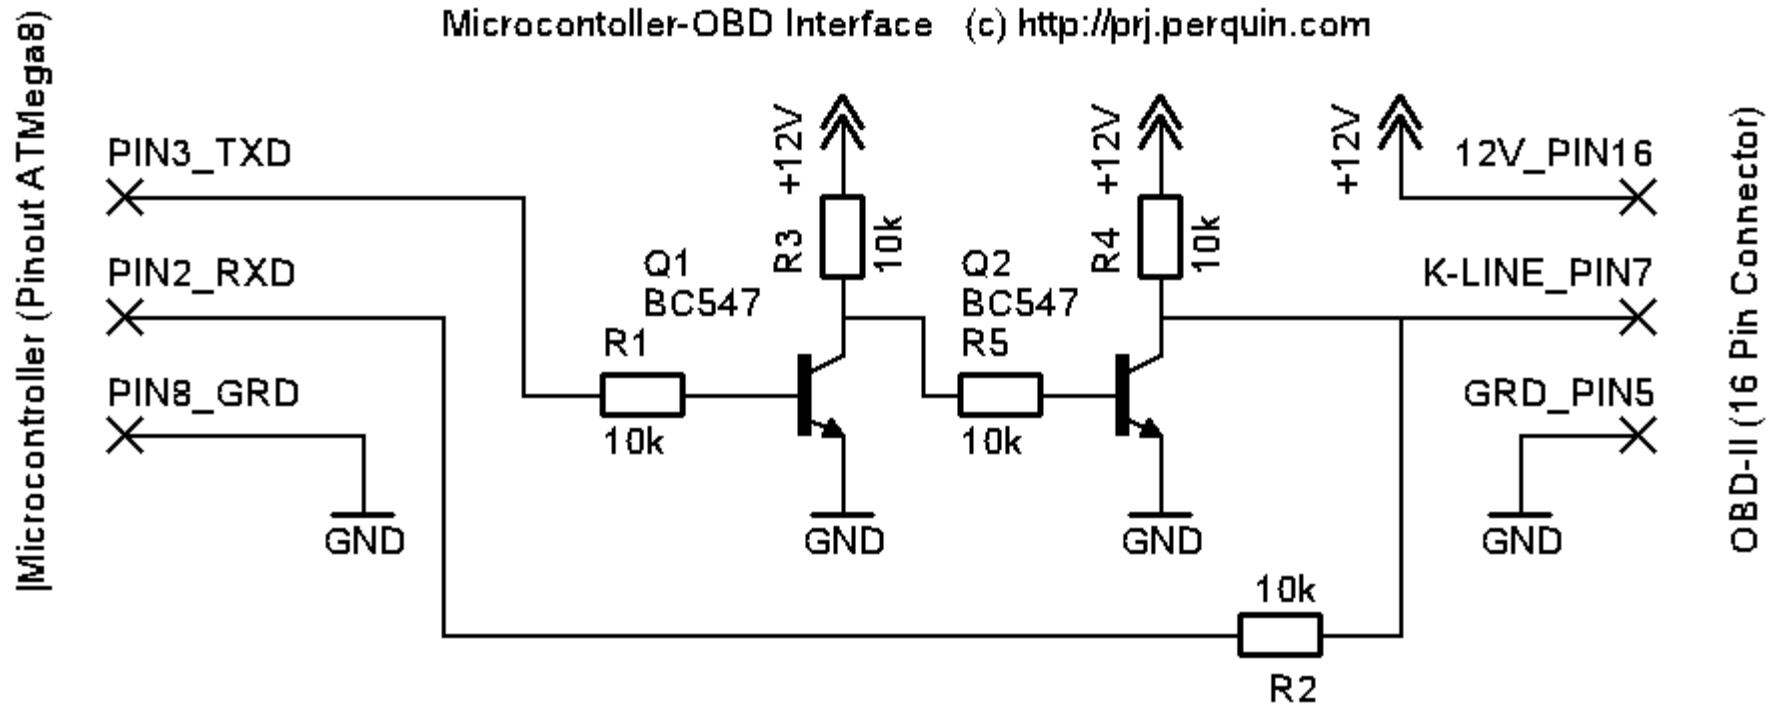 Microcontoller-OBD Interface (c) http://prj.perquin.com
|Microcontroller (Pinout ATMega8)
PIN3_TXD
PIN2_RXD
PIN8_GRD
GND
R1
10k
Q1
BC547
+12V
R3
10k
GND
Q2
BC547
R5
10k
+12V
R4
10k
GND
10k
R2
+12V
12V_PIN16
K-LINE_PIN7
GRD_PIN5
GND
OBD-II (16 Pin Connector)